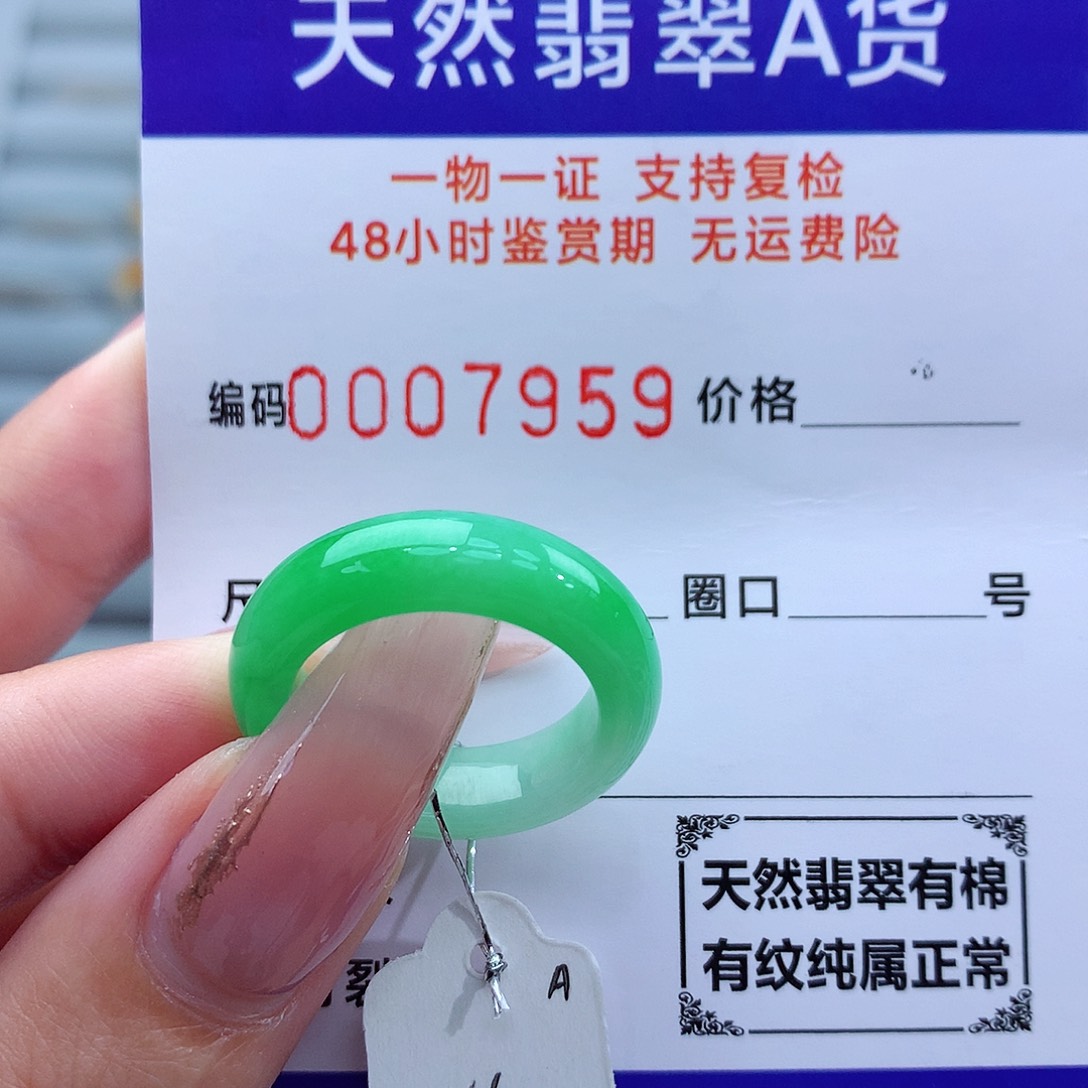 天然翡翠A货
一物一证 支持复检
48小时鉴赏期 无运费险
编码0007959 价格
尺 圈口 号
天然翡翠有棉
有纹纯属正常
裂
A